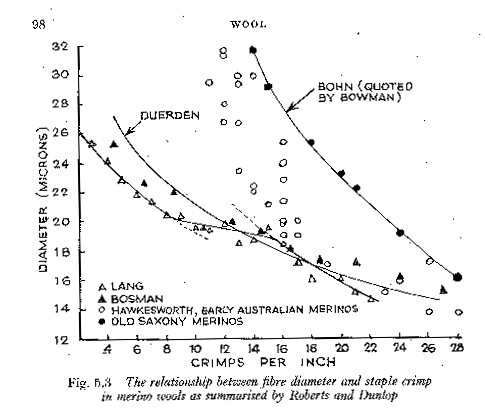 98
WOOL
32
30
28
26
24
22
20
18
16
14
12
DIAMETER (MICRONS)
DUERDEN
BOHN (QUOTED
BY BOWMAN)
△ LANG
▲ BOSMAN
○ HAWKESWORTH, EARLY AUSTRALIAN MERINOS
● OLD SAXONY MERINOS
4 6 8 10 12 14 16 18 20 22 24 26 28
CRIMPS PER INCH
Fig. 5.3 The relationship between fibre diameter and staple crimp
in merino wools as summarised by Roberts and Dunlop